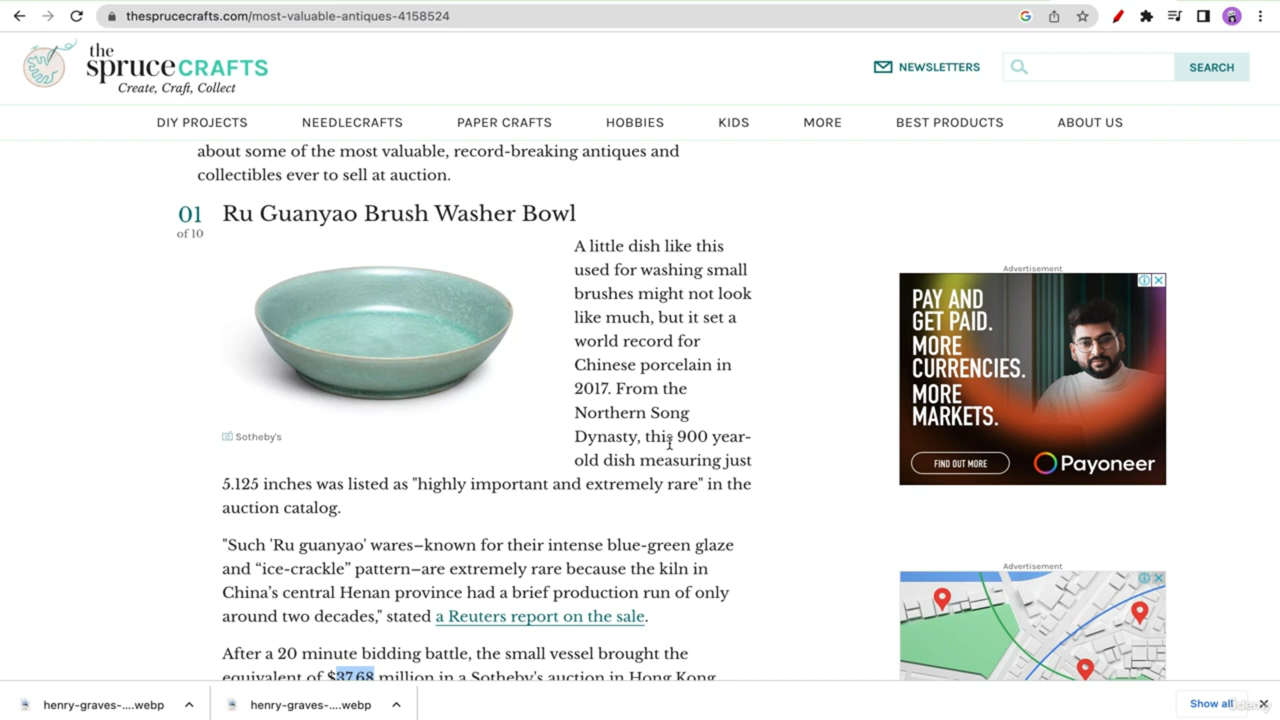 thesprucecrafts.com/most-valuable-antiques-4158524
the
spruceCRAFTS
Create, Craft, Collect
NEWSLETTERS
SEARCH
DIY PROJECTS
NEEDLECRAFTS
PAPER CRAFTS
HOBBIES
KIDS
MORE
BEST PRODUCTS
ABOUT US
about some of the most valuable, record-breaking antiques and
collectibles ever to sell at auction.
01
of 10
Ru Guanyao Brush Washer Bowl
Sotheby's
A little dish like this
used for washing small
brushes might not look
like much, but it set a
world record for
Chinese porcelain in
2017. From the
Northern Song
Dynasty, this 900 year-
old dish measuring just
5.125 inches was listed as "highly important and extremely rare" in the
auction catalog.
"Such 'Ru guanyao' wares–known for their intense blue-green glaze
and “ice-crackle” pattern–are extremely rare because the kiln in
China's central Henan province had a brief production run of only
around two decades," stated a Reuters report on the sale.
After a 20 minute bidding battle, the small vessel brought the
equivalent of $37.68 million in a Sotheby's auction in Hong Kong
Advertisement
PAY AND
GET PAID.
MORE
CURRENCIES.
MORE
MARKETS.
FIND OUT MORE
Payoneer
Advertisement
henry-graves-....webp
henry-graves-....webp
Show all
Udemy